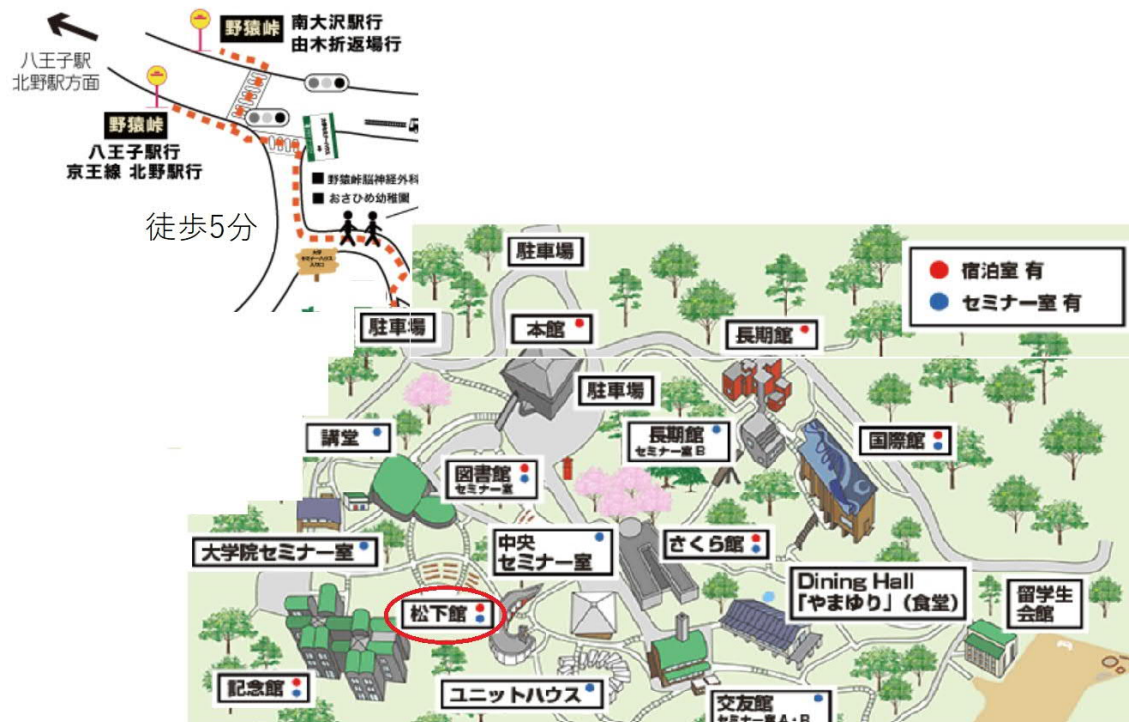 野猿峠
南大沢駅行
由木折返場行
八王子駅
北野駅方面
野猿峠
八王子駅行
京王線 北野駅行
■ 野猿峠脳神経外科
■ おさひめ幼稚園
徒歩5分
駐車場
宿泊室 有
セミナー室 有
駐車場
本館
長期館
駐車場
講堂
長期館
セミナー室 B
国際館
図書館
セミナー室
大学院セミナー室
中央
セミナー室
さくら館
Dining Hall
「やまゆり」(食堂)
留学生
会館
松下館
記念館
ユニットハウス
交友館
セミナー室 A・B